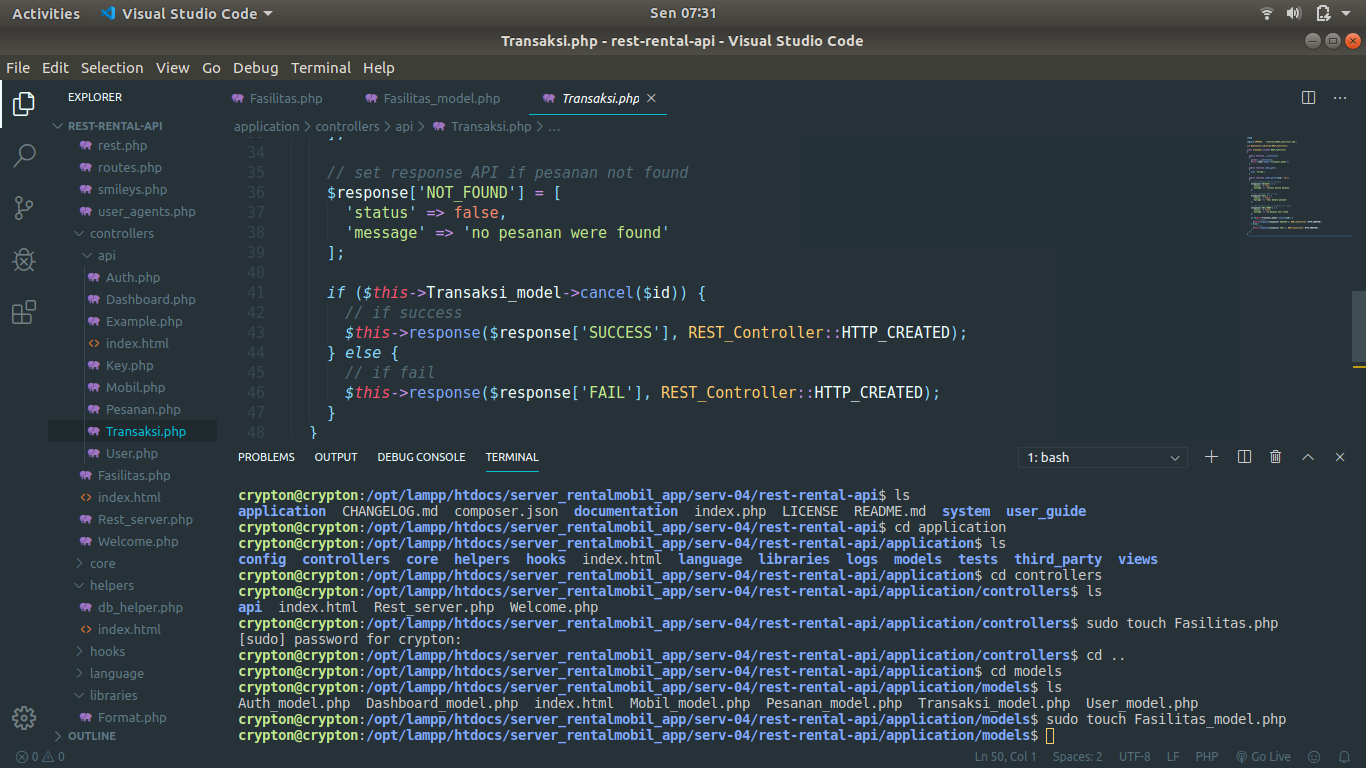 Activities Visual Studio Code Sen 07:31
Transaksi.php - rest-rental-api - Visual Studio Code
File Edit Selection View Go Debug Terminal Help
EXPLORER
REST-RENTAL-API
rest.php
routes.php
smileys.php
user_agents.php
controllers
api
Auth.php
Dashboard.php
Example.php
index.html
Key.php
Mobil.php
Pesanan.php
Transaksi.php
User.php
Fasilitas.php
index.html
Rest_server.php
Welcome.php
core
helpers
db_helper.php
index.html
hooks
language
libraries
Format.php
OUTLINE
Fasilitas.php Fasilitas_model.php Transaksi.php
application > controllers > api > Transaksi.php > ...
34
35 // set response API if pesanan not found
36 $response['NOT_FOUND'] = [
37 'status' => false,
38 'message' => 'no pesanan were found'
39 ];
40
41 if ($this->Transaksi_model->cancel($id)) {
42 // if success
43 $this->response($response['SUCCESS'], REST_Controller::HTTP_CREATED);
44 } else {
45 // if fail
46 $this->response($response['FAIL'], REST_Controller::HTTP_CREATED);
47 }
48 }
PROBLEMS OUTPUT DEBUG CONSOLE TERMINAL 1: bash
crypton@crypton:/opt/lampp/htdocs/server_rentalmobil_app/serv-04/rest-rental-api$ ls
application CHANGELOG.md composer.json documentation index.php LICENSE README.md system user_guide
crypton@crypton:/opt/lampp/htdocs/server_rentalmobil_app/serv-04/rest-rental-api$ cd application
crypton@crypton:/opt/lampp/htdocs/server_rentalmobil_app/serv-04/rest-rental-api/application$ ls
config controllers core helpers hooks index.html language libraries logs models tests third_party views
crypton@crypton:/opt/lampp/htdocs/server_rentalmobil_app/serv-04/rest-rental-api/application$ cd controllers
crypton@crypton:/opt/lampp/htdocs/server_rentalmobil_app/serv-04/rest-rental-api/application/controllers$ ls
api index.html Rest_server.php Welcome.php
crypton@crypton:/opt/lampp/htdocs/server_rentalmobil_app/serv-04/rest-rental-api/application/controllers$ sudo touch Fasilitas.php
[sudo] password for crypton:
crypton@crypton:/opt/lampp/htdocs/server_rentalmobil_app/serv-04/rest-rental-api/application/controllers$ cd ..
crypton@crypton:/opt/lampp/htdocs/server_rentalmobil_app/serv-04/rest-rental-api/application$ cd models
crypton@crypton:/opt/lampp/htdocs/server_rentalmobil_app/serv-04/rest-rental-api/application/models$ ls
Auth_model.php Dashboard_model.php index.html Mobil_model.php Pesanan_model.php Transaksi_model.php User_model.php
crypton@crypton:/opt/lampp/htdocs/server_rentalmobil_app/serv-04/rest-rental-api/application/models$ sudo touch Fasilitas_model.php
crypton@crypton:/opt/lampp/htdocs/server_rentalmobil_app/serv-04/rest-rental-api/application/models$
0 0 Ln 50, Col 1 Spaces: 2 UTF-8 LF PHP Go Live